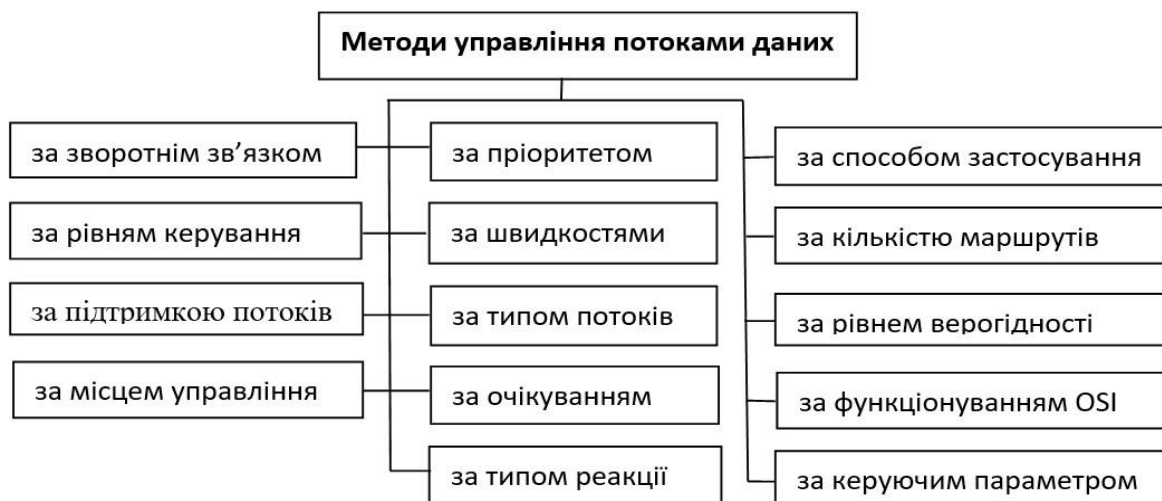 Методи управління потоками даних
за зворотнім зв’язком
за пріоритетом
за способом застосування
за рівням керування
за швидкостями
за кількістю маршрутів
за підтримкою потоків
за типом потоків
за рівнем верогідності
за місцем управління
за очікуванням
за функціонуванням OSI
за типом реакції
за керуючим параметром